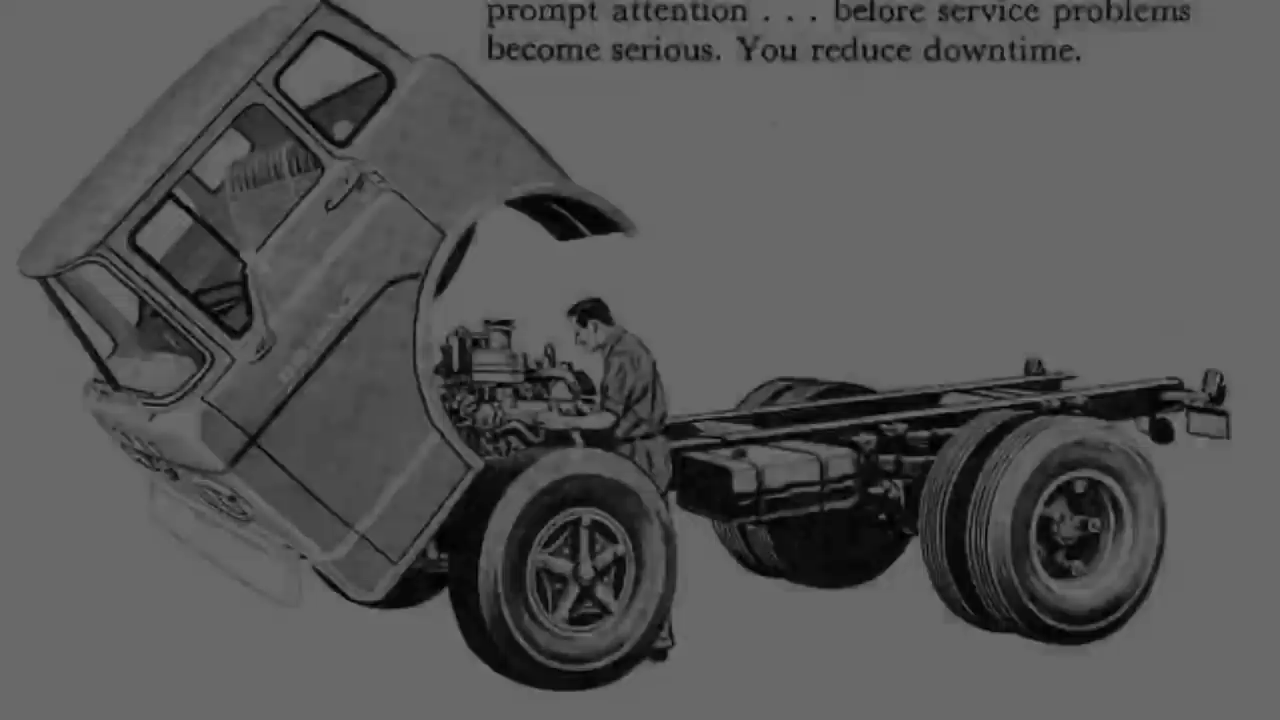 prompt attention . . . before service problems
become serious. You reduce downtime.